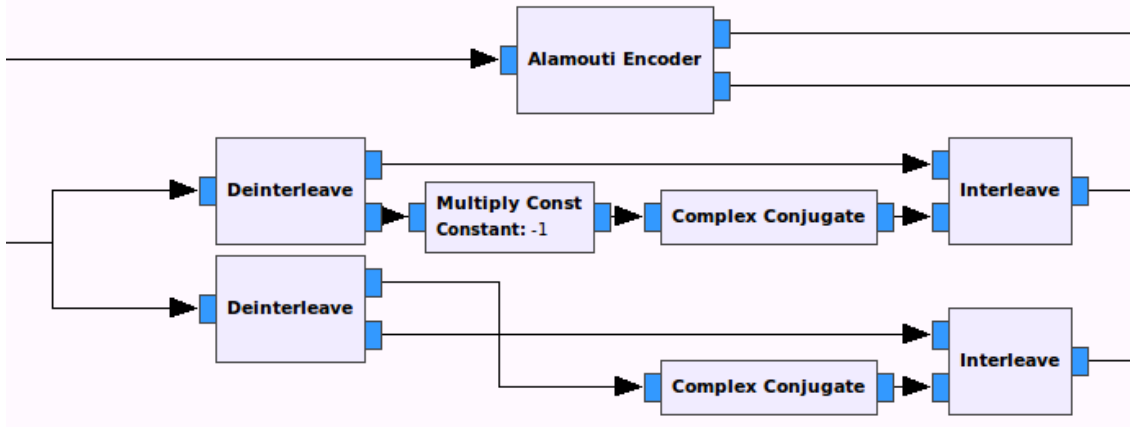 Alamouti Encoder
Deinterleave
Multiply Const
Constant: -1
Complex Conjugate
Interleave
Deinterleave
Complex Conjugate
Interleave